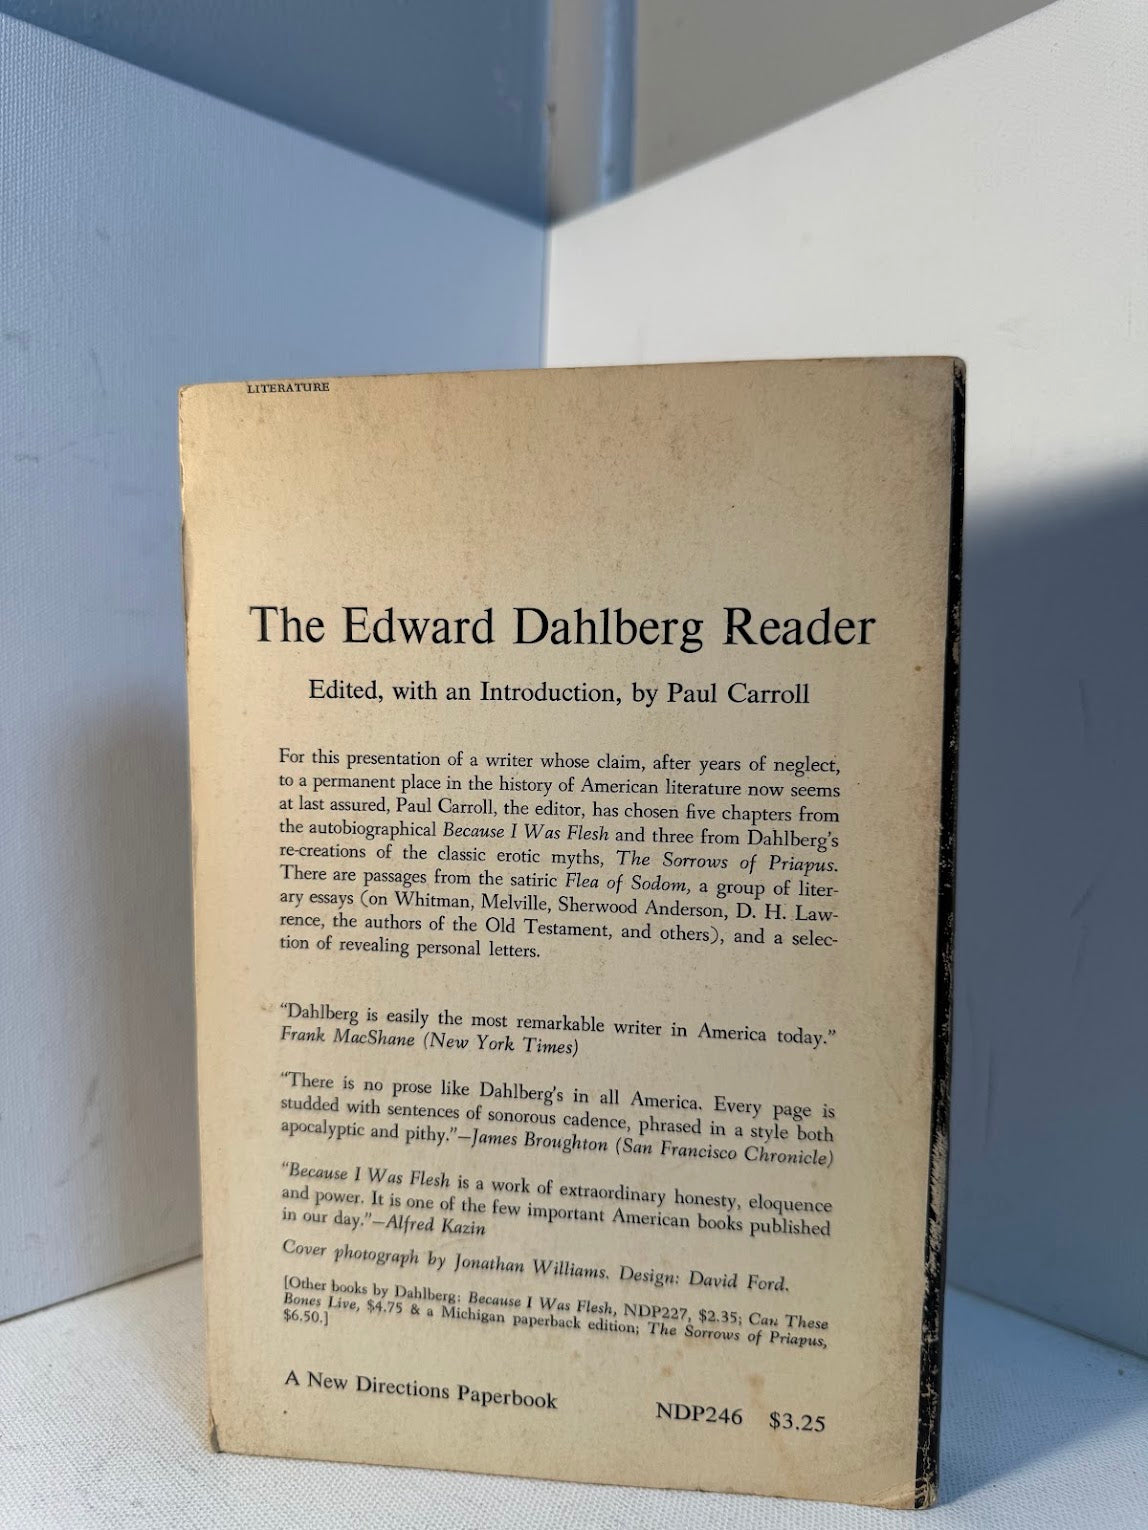 LITERATURE
The Edward Dahlberg Reader
Edited, with an Introduction, by Paul Carroll
For this presentation of a writer whose claim, after years of neglect,
to a permanent place in the history of American literature now seems
at last assured, Paul Carroll, the editor, has chosen five chapters from
the autobiographical Because I Was Flesh and three from Dahlberg's
re-creations of the classic erotic myths, The Sorrows of Priapus.
There are passages from the satiric Flea of Sodom, a group of liter-
ary essays (on Whitman, Melville, Sherwood Anderson, D. H. Law-
rence, the authors of the Old Testament, and others), and a selec-
tion of revealing personal letters.
“Dahlberg is easily the most remarkable writer in America today.”
Frank MacShane (New York Times)
“There is no prose like Dahlberg's in all America. Every page is
studded with sentences of sonorous cadence, phrased in a style both
apocalyptic and pithy.”—James Broughton (San Francisco Chronicle)
“Because I Was Flesh is a work of extraordinary honesty, eloquence
and power. It is one of the few important American books published
in our day.”—Alfred Kazin
Cover photograph by Jonathan Williams. Design: David Ford.
[Other books by Dahlberg: Because I Was Flesh, NDP227, $2.35; Can These
Bones Live, $4.75 & a Michigan paperback edition; The Sorrows of Priapus,
$6.50.]
A New Directions Paperbook NDP246 $3.25